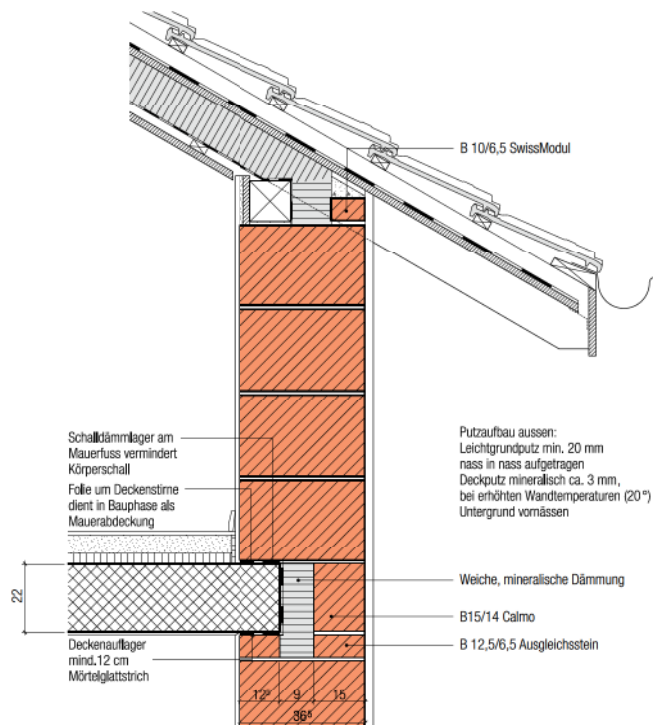 B 10/6,5 SwissModul
Schalldämmlager am
Mauerfuss vermindert
Körperschall
Folie um Deckenstirne
dient in Bauphase als
Mauerabdeckung
Putzaufbau aussen:
Leichtgrundputz min. 20 mm
nass in nass aufgetragen
Deckputz mineralisch ca. 3 mm,
bei erhöhten Wandtemperaturen (20°)
Untergrund vornässen
22
Weiche, mineralische Dämmung
B15/14 Calmo
B 12,5/6,5 Ausgleichsstein
Deckenauflager
mind.12 cm
Mörtelglattstrich
12⁵ 9 15
36⁵